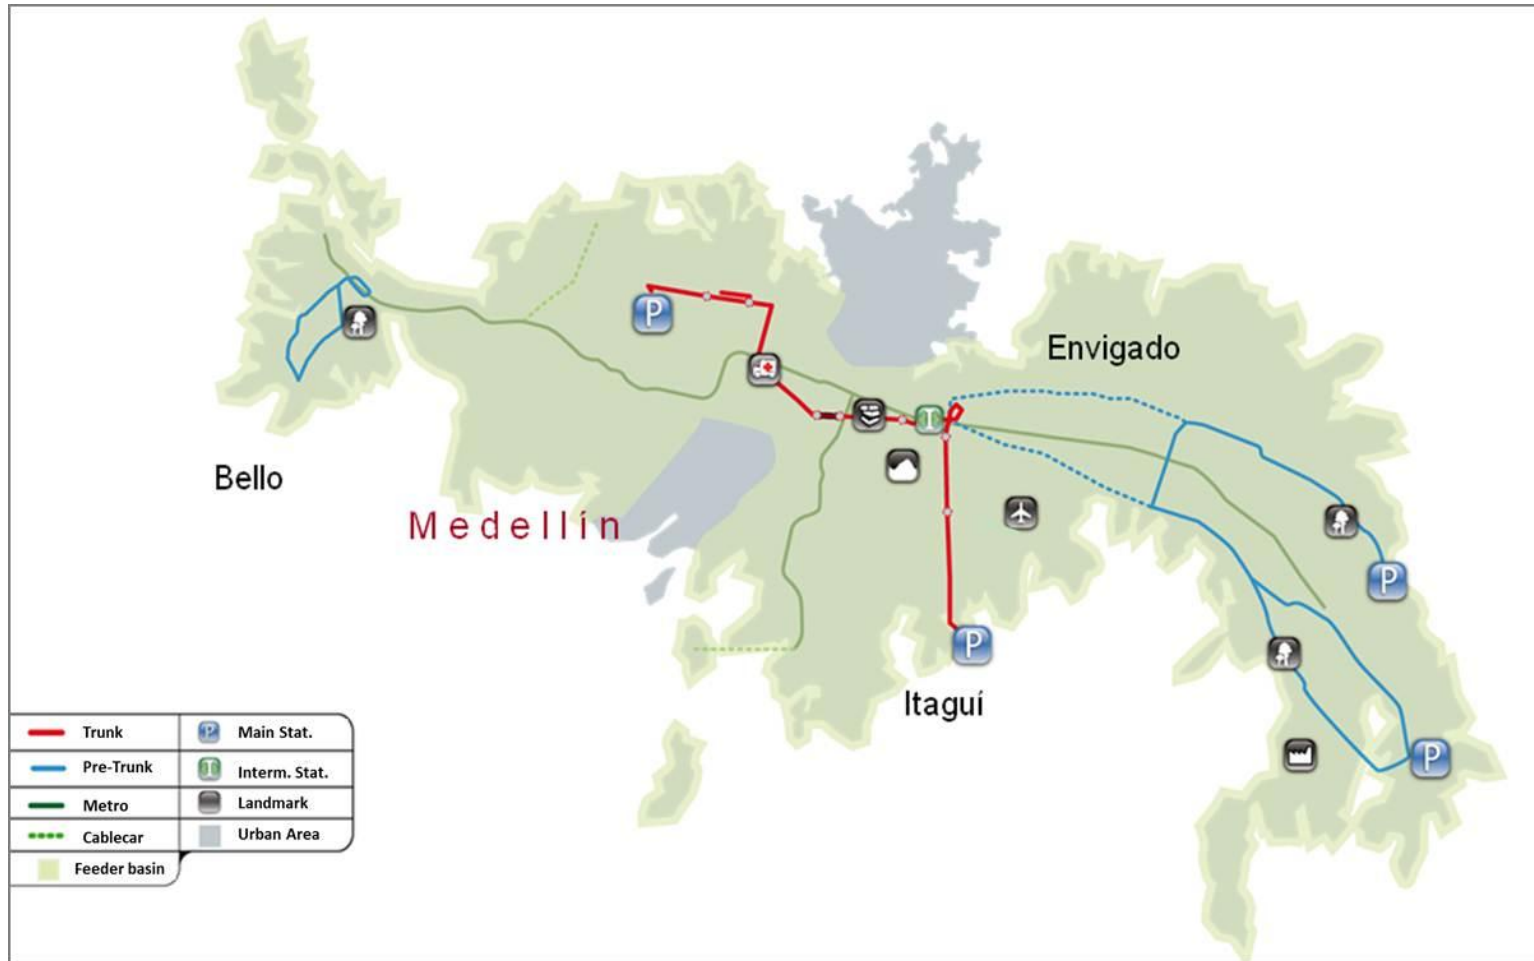 Envigado
Bello
Medellín
Itaguí
Trunk
P Main Stat.
Pre-Trunk
I Interm. Stat.
Metro
Landmark
Cablecar
Urban Area
Feeder basin
P
I
P
P
P